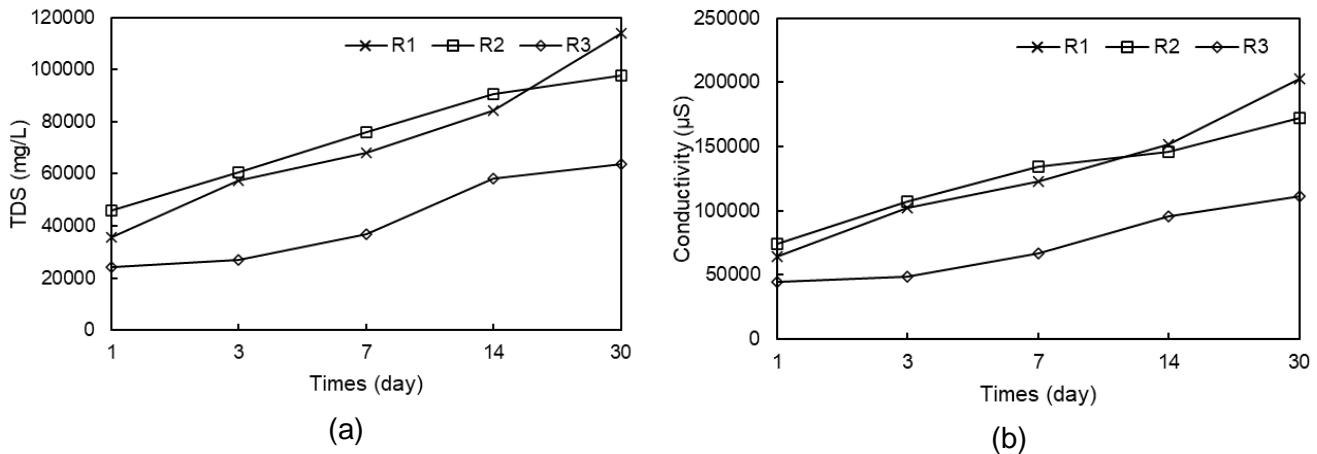 TDS (mg/L)
120000
100000
80000
60000
40000
20000
0
R1 R2 R3
1 3 7 14 30
Times (day)
(a)
Conductivity (µS)
250000
200000
150000
100000
50000
0
R1 R2 R3
1 3 7 14 30
Times (day)
(b)